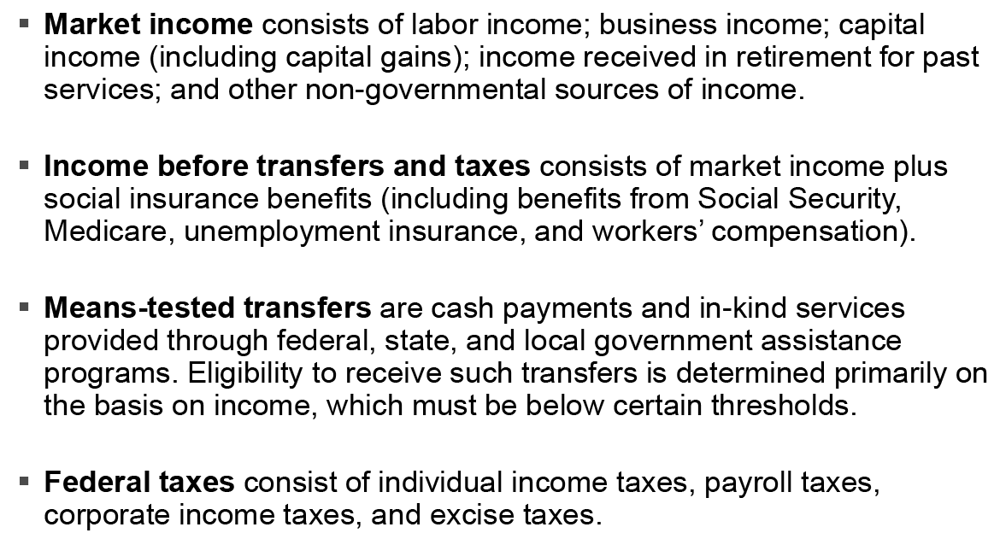 ▪ Market income consists of labor income; business income; capital
income (including capital gains); income received in retirement for past
services; and other non-governmental sources of income.
▪ Income before transfers and taxes consists of market income plus
social insurance benefits (including benefits from Social Security,
Medicare, unemployment insurance, and workers’ compensation).
▪ Means-tested transfers are cash payments and in-kind services
provided through federal, state, and local government assistance
programs. Eligibility to receive such transfers is determined primarily on
the basis on income, which must be below certain thresholds.
▪ Federal taxes consist of individual income taxes, payroll taxes,
corporate income taxes, and excise taxes.